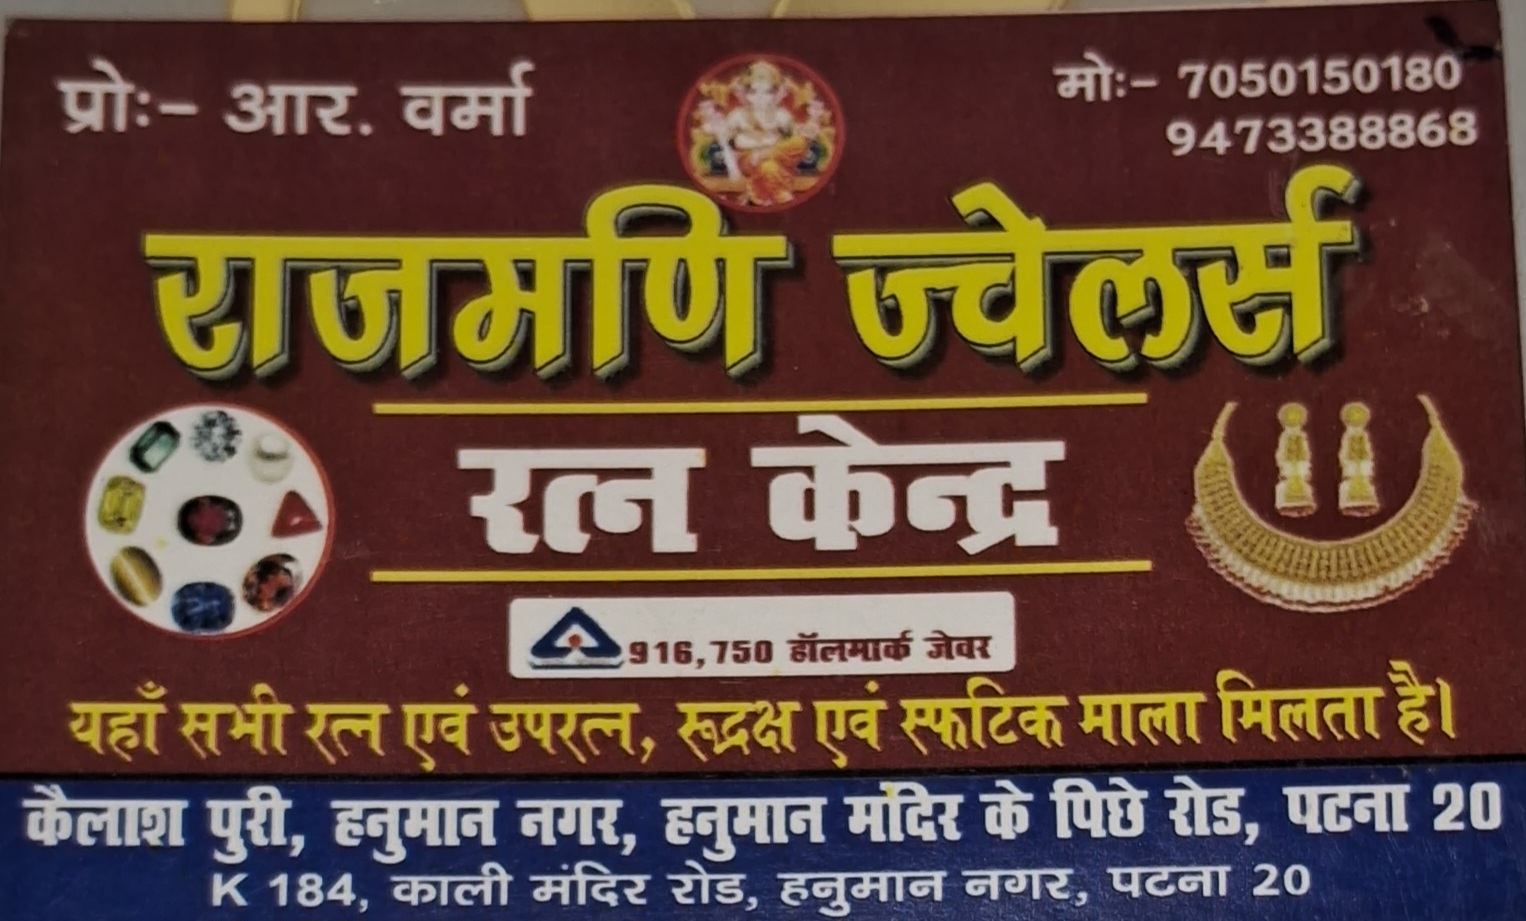 प्रोः- आर. वर्मा
मोः- 7050150180
9473388868
राजमणि ज्वेलर्स
रत्न केन्द्र
916,750 हॉलमार्क जेवर
यहाँ सभी रत्न एवं उपरत्न, रूद्रक्ष एवं स्फटिक माला मिलता है।
कैलाश पुरी, हनुमान नगर, हनुमान मंदिर के पिछे रोड, पटना 20
K 184, काली मंदिर रोड, हनुमान नगर, पटना 20